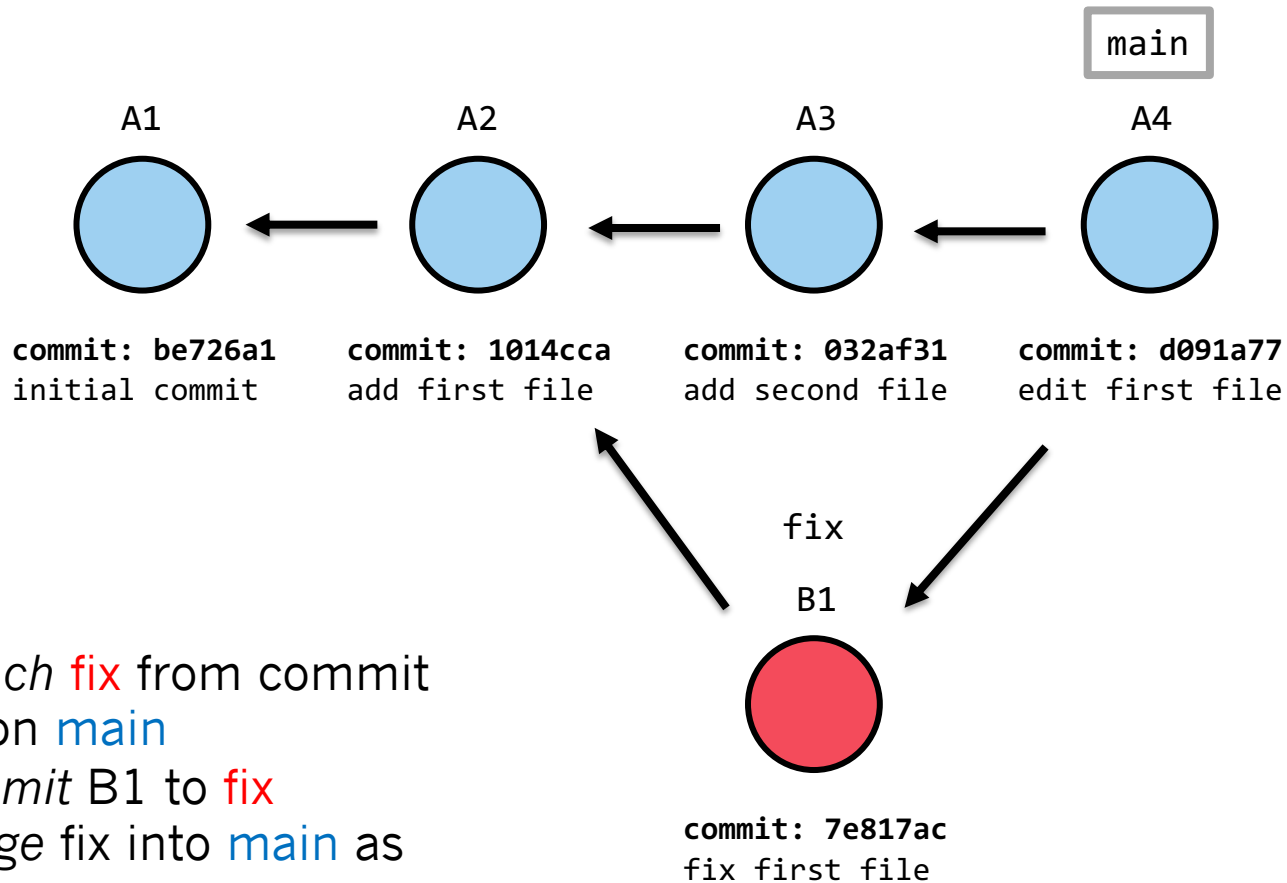 main
A1 A2 A3 A4
commit: be726a1 commit: 1014cca commit: 032af31 commit: d091a77
initial commit add first file add second file edit first file
fix
B1
ch fix from commit
on main
mit B1 to fix
ge fix into main as
commit: 7e817ac
fix first file